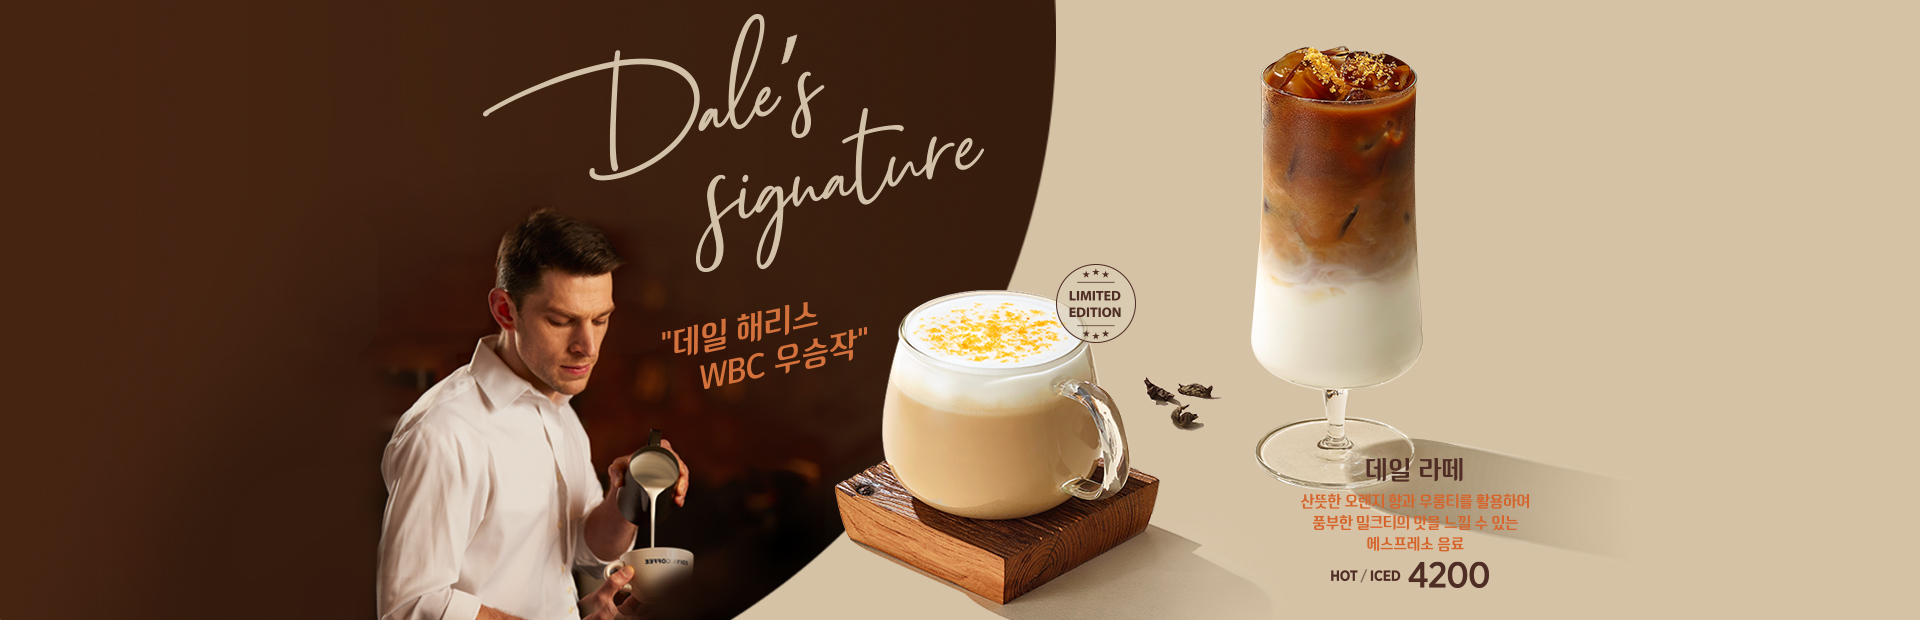 Dale's
signature
"데일 해리스
WBC 우승작"
LIMITED
EDITION
데일 라떼
산뜻한 오렌지 향과 우롱티를 활용하며
풍부한 밀크티의 맛을 느낄 수 있는
에스프레소 음료
HOT / ICED 4200